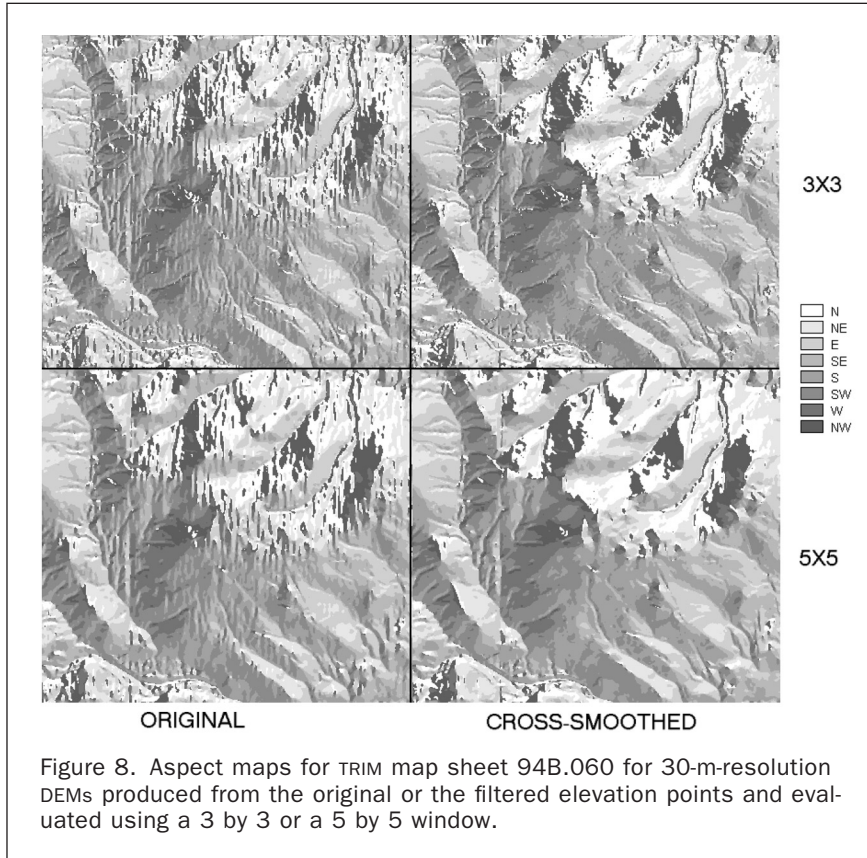 3X3
N
NE
E
SE
S
SW
W
NW
5X5
ORIGINAL
CROSS-SMOOTHED
Figure 8. Aspect maps for TRIM map sheet 94B.060 for 30-m-resolution
DEMs produced from the original or the filtered elevation points and eval-
uated using a 3 by 3 or a 5 by 5 window.